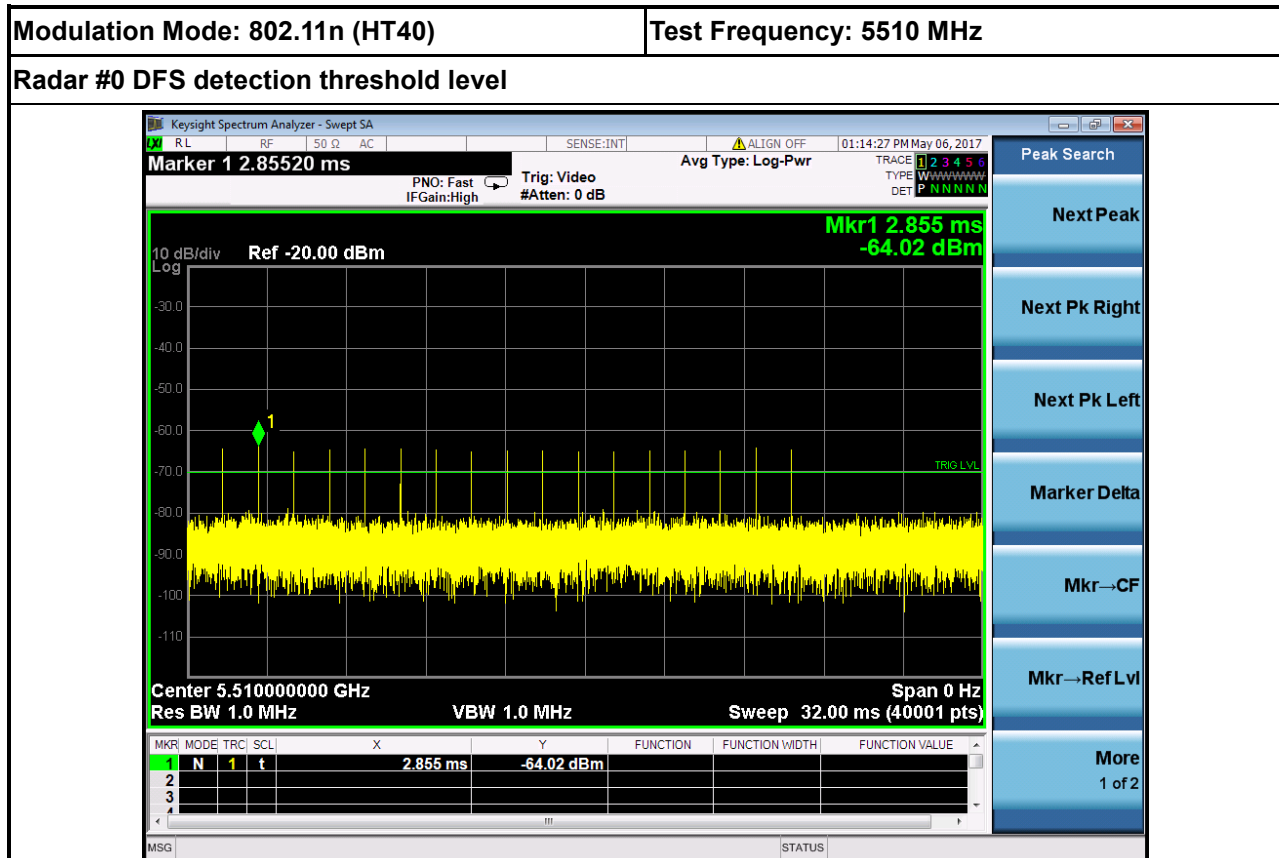 Modulation Mode: 802.11n (HT40) Test Frequency: 5510 MHz
Radar #0 DFS detection threshold level
Keysight Spectrum Analyzer - Swept SA
LXI RL RF 50 Ω AC SENSE:INT ALIGN OFF 01:14:27 PM May 06, 2017
Marker 1 2.85520 ms
PNO: Fast
IFGain:High
Trig: Video
#Atten: 0 dB
Avg Type: Log-Pwr
TRACE 1 2 3 4 5 6
TYPE WWWWWWW
DET P N N N N N
Mkr1 2.855 ms
-64.02 dBm
10 dB/div Ref -20.00 dBm
Log
-30.0
-40.0
-50.0
1
-60.0
-70.0
TRIG LVL
-80.0
-90.0
-100
-110
Center 5.510000000 GHz Span 0 Hz
Res BW 1.0 MHz VBW 1.0 MHz Sweep 32.00 ms (40001 pts)
MKR MODE TRC SCL X Y FUNCTION FUNCTION WIDTH FUNCTION VALUE
1 N 1 t 2.855 ms -64.02 dBm
2
3
MSG STATUS
Peak Search
Next Peak
Next Pk Right
Next Pk Left
Marker Delta
Mkr→CF
Mkr→Ref Lvl
More
1 of 2